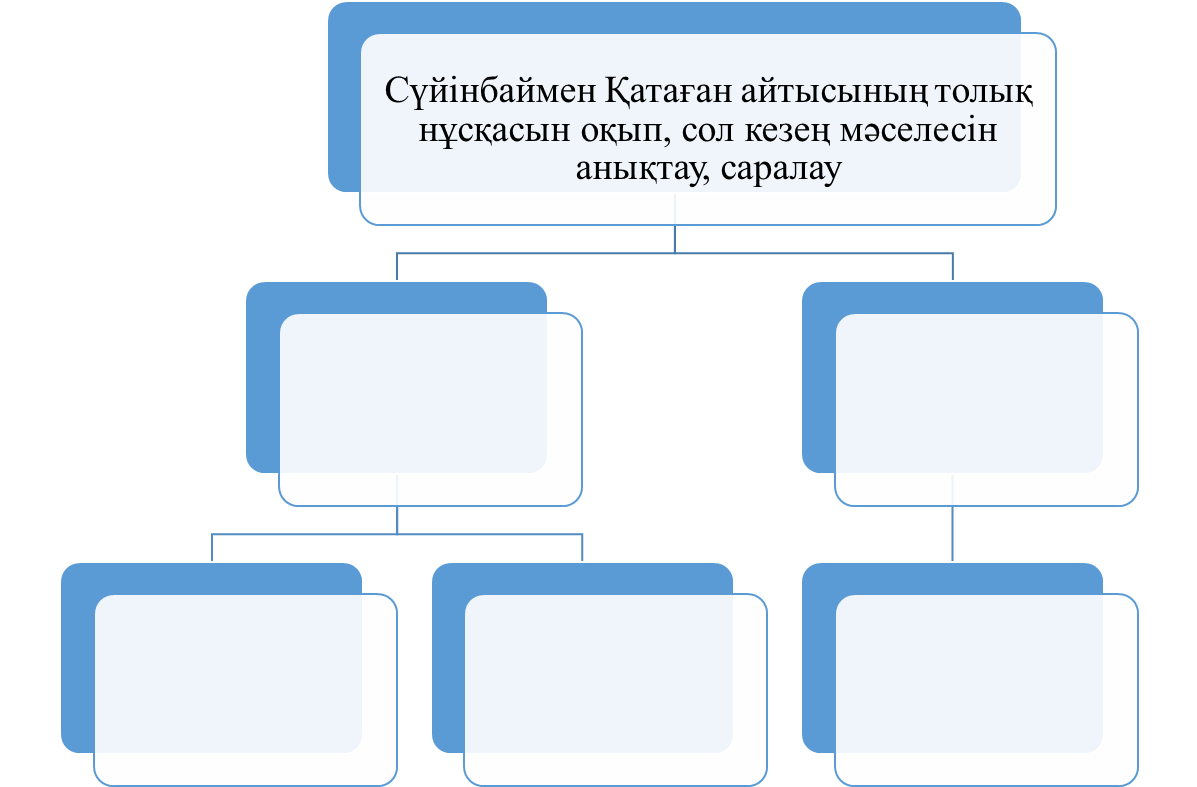 Сүйінбаймен Қатаған айтысының толық
нұсқасын оқып, сол кезең мәселесін
анықтау, саралау